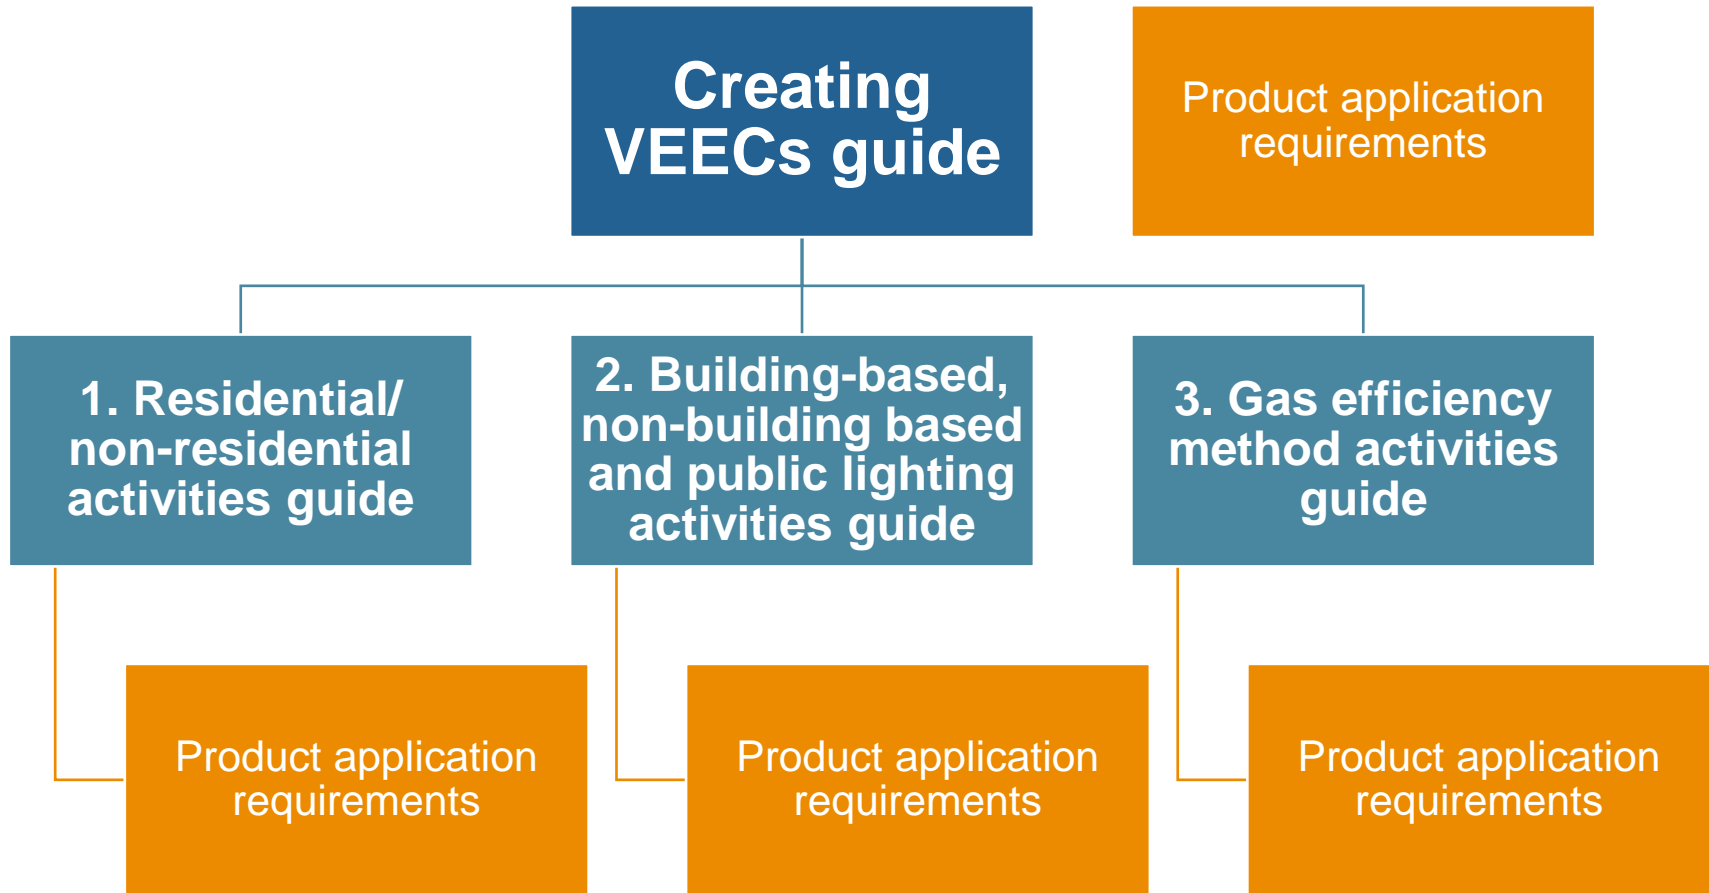 Creating
VEECs guide
Product application
requirements
1. Residential/
non-residential
activities guide
2. Building-based,
non-building based
and public lighting
activities guide
3. Gas efficiency
method activities
guide
Product application
requirements
Product application
requirements
Product application
requirements